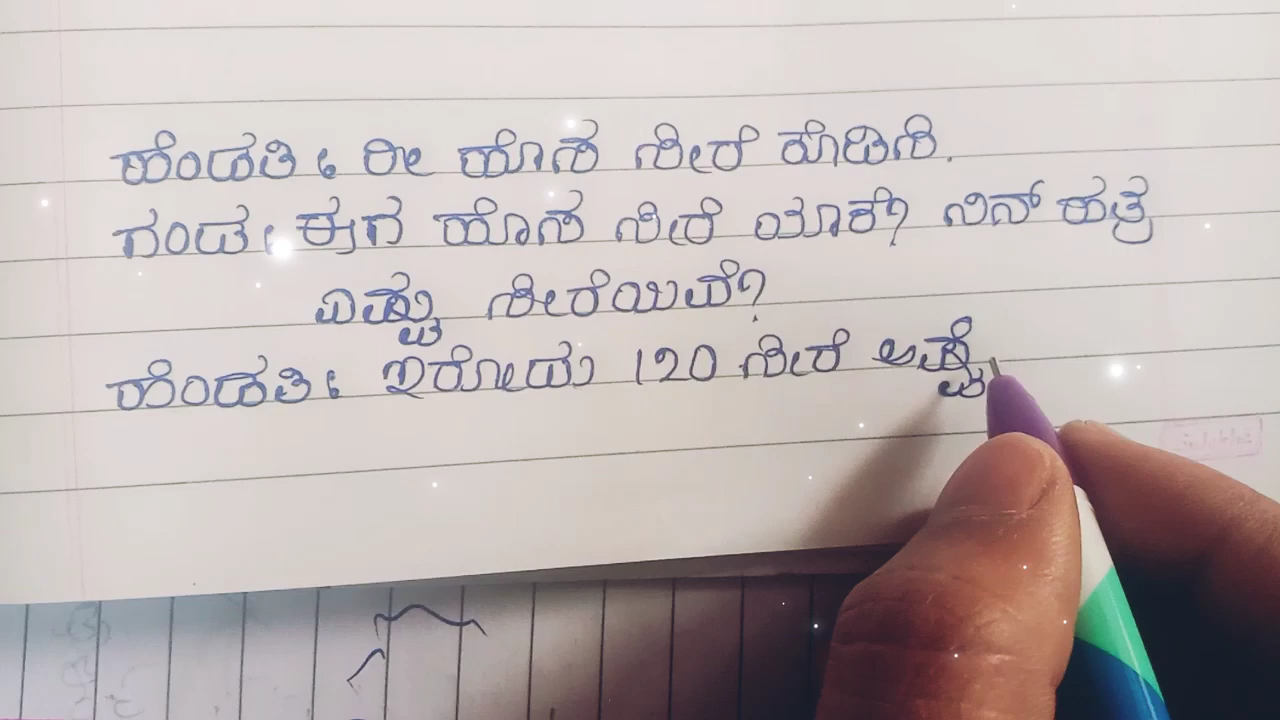 ಹೆಂಡತಿ : ರೀ ಹೊಸ ಸೀರೆ ಕೊಡಿಸಿ.
ಗಂಡ : ಈಗ ಹೊಸ ಸೀರೆ ಯಾಕೆ? ನಿನ್ ಹತ್ರ
ಎಷ್ಟು ಸೀರೆಯಿವೆ?
ಹೆಂಡತಿ : ಇರೋದು 120 ಸೀರೆ ಅಷ್ಟೆ